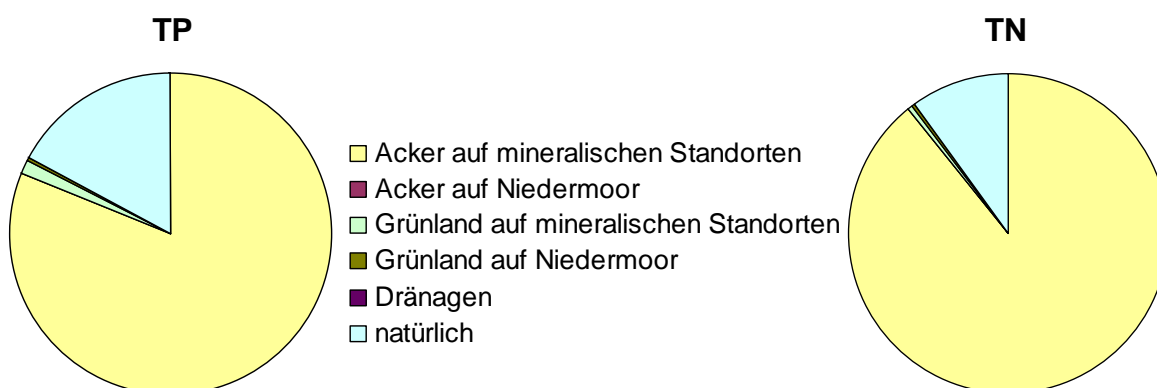 TP
TN
Acker auf mineralischen Standorten
Acker auf Niedermoor
Grünland auf mineralischen Standorten
Grünland auf Niedermoor
Dränagen
natürlich